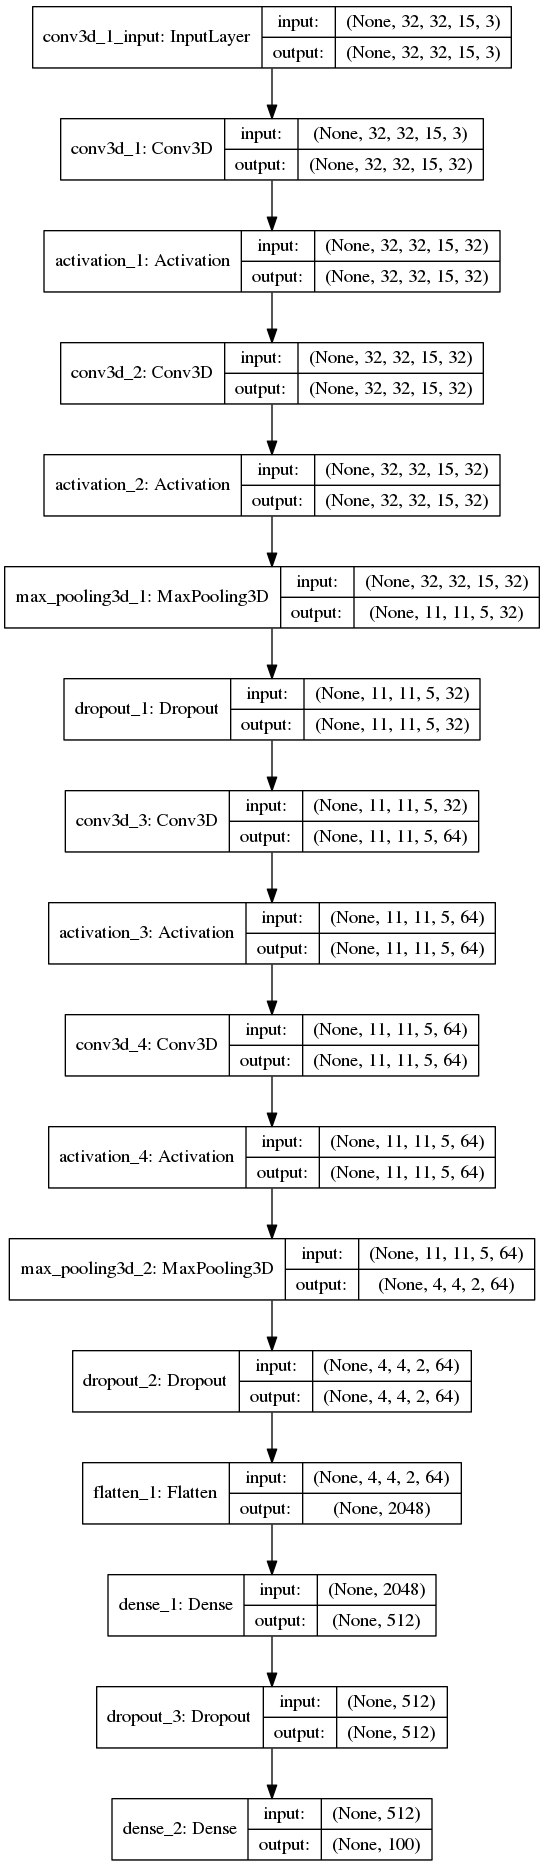 conv3d_1_input: InputLayer
input: (None, 32, 32, 15, 3)
output: (None, 32, 32, 15, 3)
conv3d_1: Conv3D
input: (None, 32, 32, 15, 3)
output: (None, 32, 32, 15, 32)
activation_1: Activation
input: (None, 32, 32, 15, 32)
output: (None, 32, 32, 15, 32)
conv3d_2: Conv3D
input: (None, 32, 32, 15, 32)
output: (None, 32, 32, 15, 32)
activation_2: Activation
input: (None, 32, 32, 15, 32)
output: (None, 32, 32, 15, 32)
max_pooling3d_1: MaxPooling3D
input: (None, 32, 32, 15, 32)
output: (None, 11, 11, 5, 32)
dropout_1: Dropout
input: (None, 11, 11, 5, 32)
output: (None, 11, 11, 5, 32)
conv3d_3: Conv3D
input: (None, 11, 11, 5, 32)
output: (None, 11, 11, 5, 64)
activation_3: Activation
input: (None, 11, 11, 5, 64)
output: (None, 11, 11, 5, 64)
conv3d_4: Conv3D
input: (None, 11, 11, 5, 64)
output: (None, 11, 11, 5, 64)
activation_4: Activation
input: (None, 11, 11, 5, 64)
output: (None, 11, 11, 5, 64)
max_pooling3d_2: MaxPooling3D
input: (None, 11, 11, 5, 64)
output: (None, 4, 4, 2, 64)
dropout_2: Dropout
input: (None, 4, 4, 2, 64)
output: (None, 4, 4, 2, 64)
flatten_1: Flatten
input: (None, 4, 4, 2, 64)
output: (None, 2048)
dense_1: Dense
input: (None, 2048)
output: (None, 512)
dropout_3: Dropout
input: (None, 512)
output: (None, 512)
dense_2: Dense
input: (None, 512)
output: (None, 100)